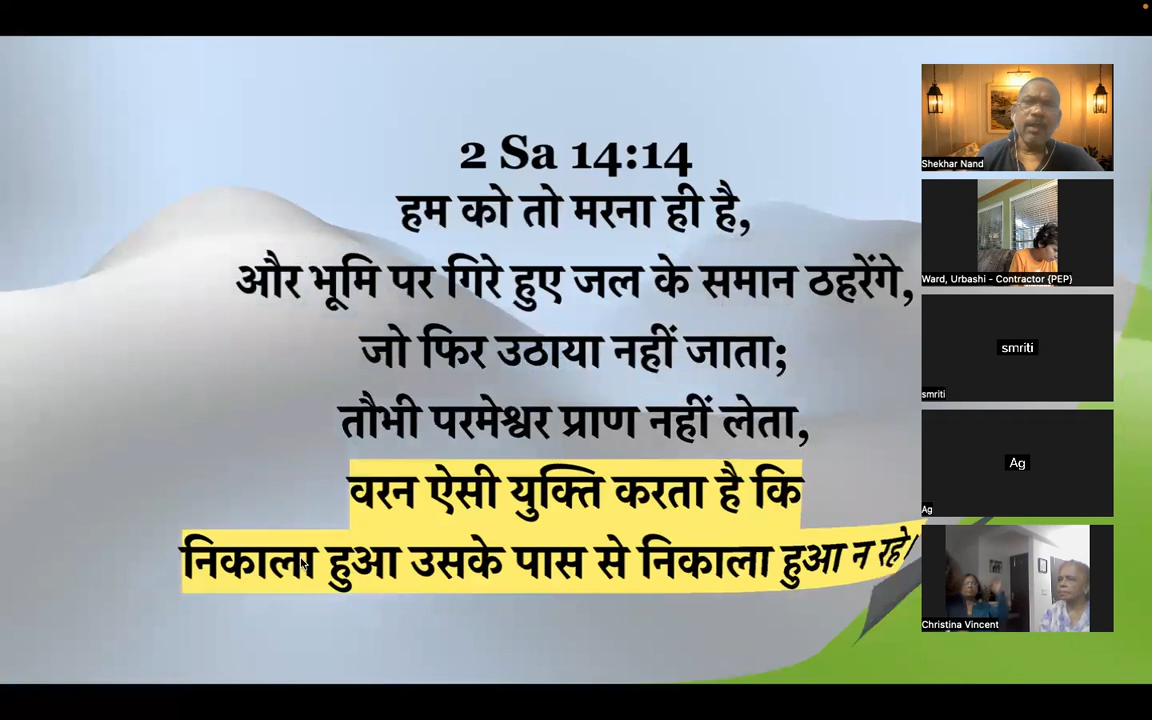 2 Sa 14:14
हम को तो मरना ही है,
और भूमि पर गिरे हुए जल के समान ठहरेंगे,
जो फिर उठाया नहीं जाता;
तौभी परमेश्वर प्राण नहीं लेता,
वरन ऐसी युक्ति करता है कि
निकाला हुआ उसके पास से निकाला हुआ न रहे।
Shekhar Nand
Ward, Urbashi - Contractor {PEP}
smriti
smriti
Ag
Ag
Christina Vincent